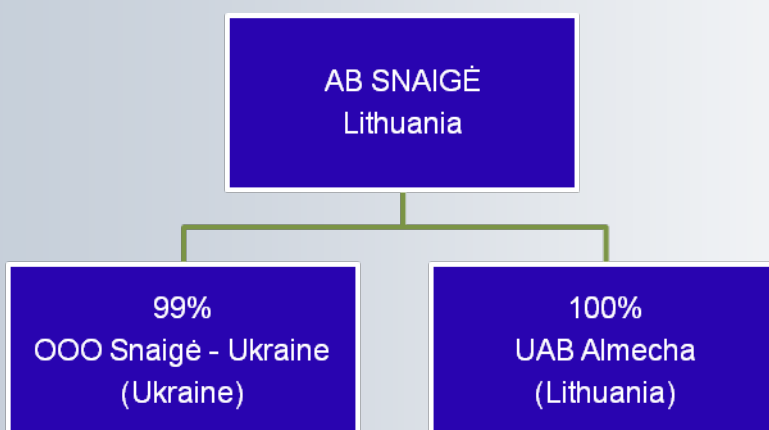 AB SNAIGĖ
Lithuania
99%
OOO Snaigė - Ukraine
(Ukraine)
100%
UAB Almecha
(Lithuania)